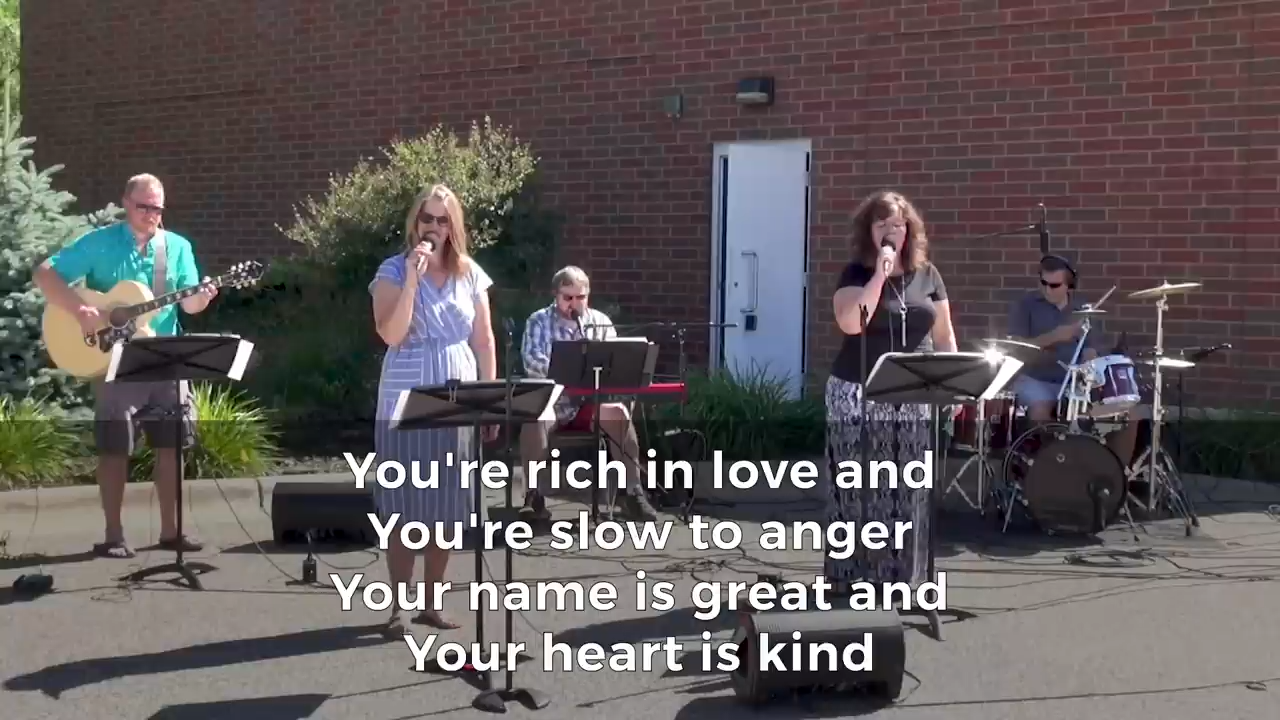 You're rich in love and
You're slow to anger
Your name is great and
Your heart is kind